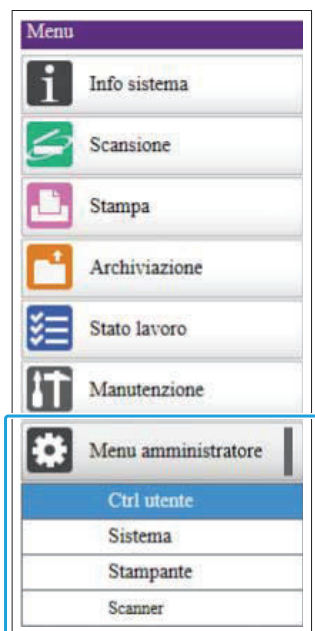 Menu
Info sistema
Scansione
Stampa
Archiviazione
Stato lavoro
Manutenzione
Menu amministratore
Ctrl utente
Sistema
Stampante
Scanner